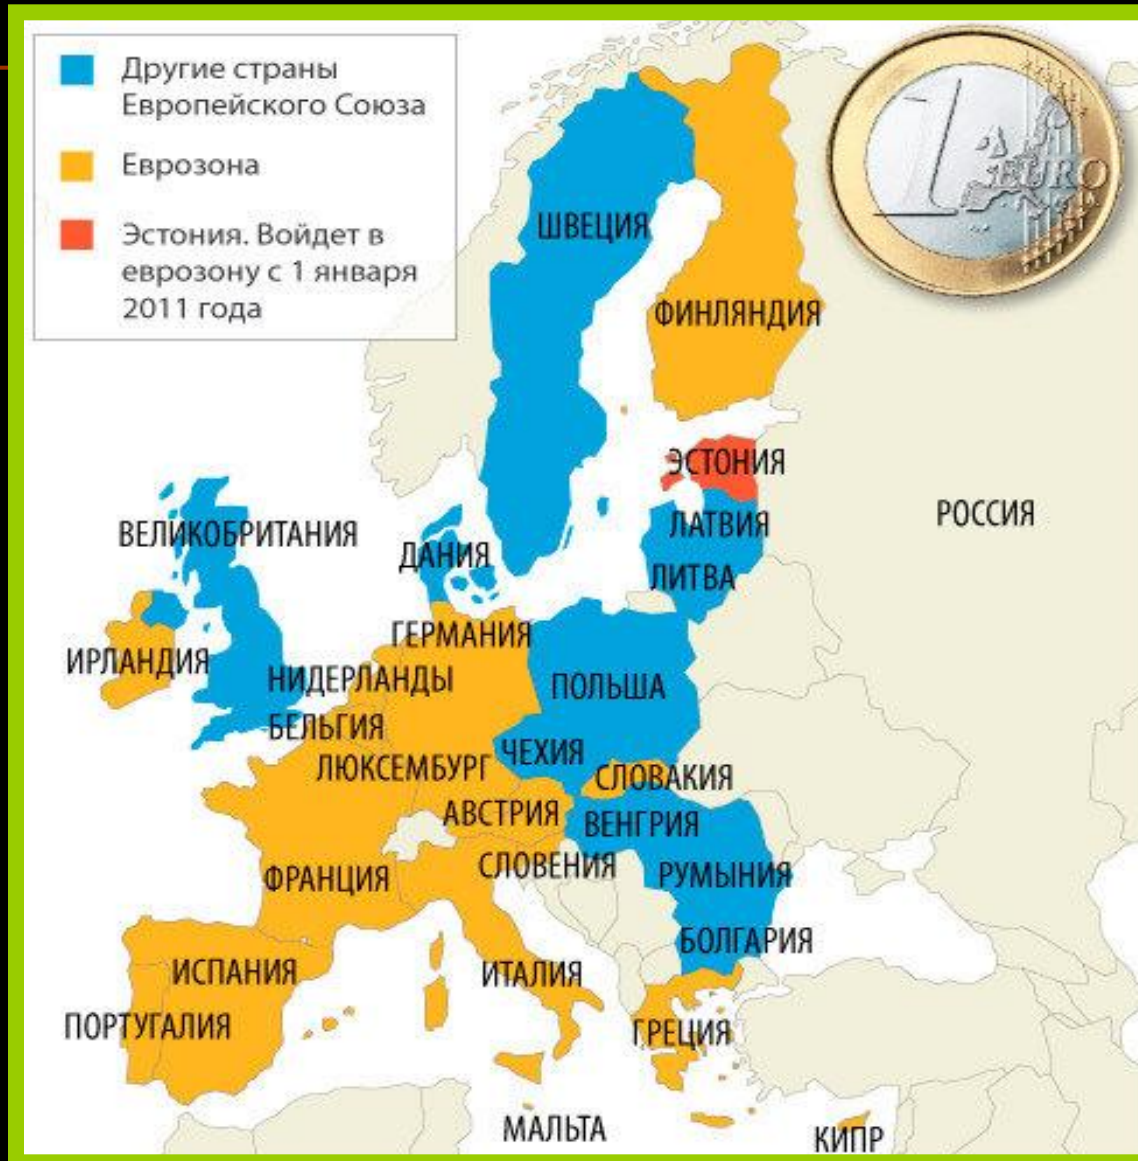 Другие страны
Европейского Союза
Еврозона
Эстония. Войдет в
еврозону с 1 января
2011 года
1
EURO
ШВЕЦИЯ
ФИНЛЯНДИЯ
ЭСТОНИЯ
РОССИЯ
ЛАТВИЯ
ВЕЛИКОБРИТАНИЯ
ДАНИЯ
ЛИТВА
ГЕРМАНИЯ
ИРЛАНДИЯ
НИДЕРЛАНДЫ
ПОЛЬША
БЕЛЬГИЯ
ЧЕХИЯ
ЛЮКСЕМБУРГ
СЛОВАКИЯ
АВСТРИЯ
ВЕНГРИЯ
СЛОВЕНИЯ
ФРАНЦИЯ
РУМЫНИЯ
БОЛГАРИЯ
ИСПАНИЯ
ИТАЛИЯ
ПОРТУГАЛИЯ
ГРЕЦИЯ
МАЛЬТА
КИПР